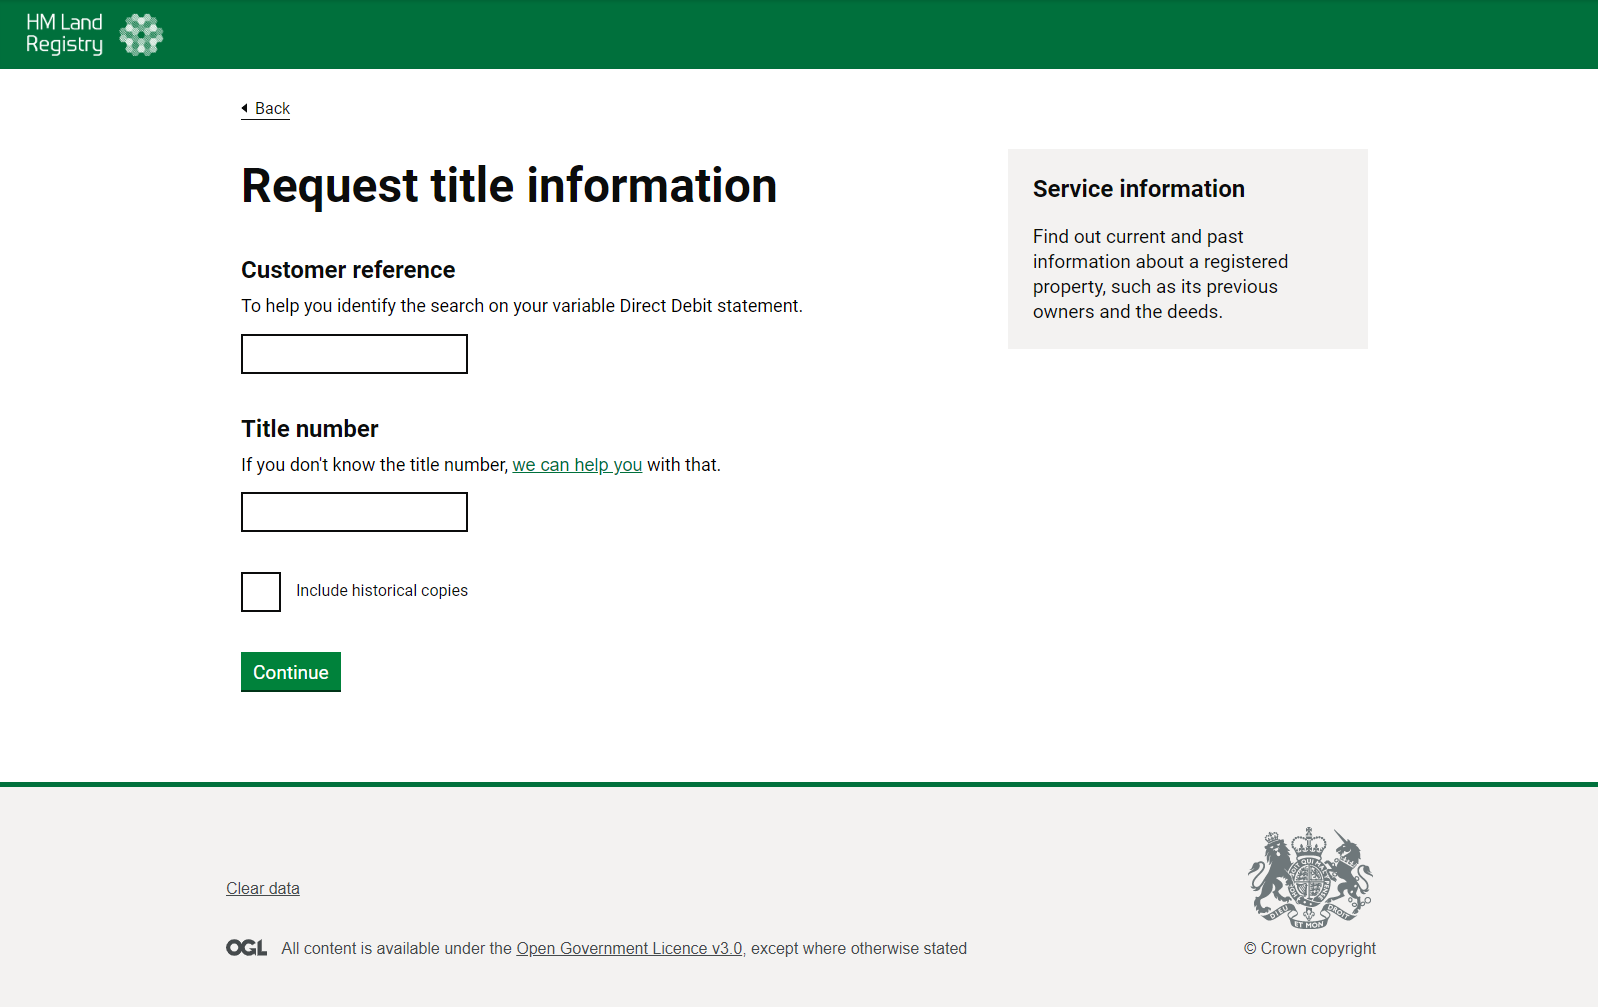 HM Land
Registry
Back
Request title information
Customer reference
To help you identify the search on your variable Direct Debit statement.
Title number
If you don't know the title number, we can help you with that.
Include historical copies
Continue
Service information
Find out current and past
information about a registered
property, such as its previous
owners and the deeds.
Clear data
OGL All content is available under the Open Government Licence v3.0, except where otherwise stated
DIEU ET MON DROIT
© Crown copyright